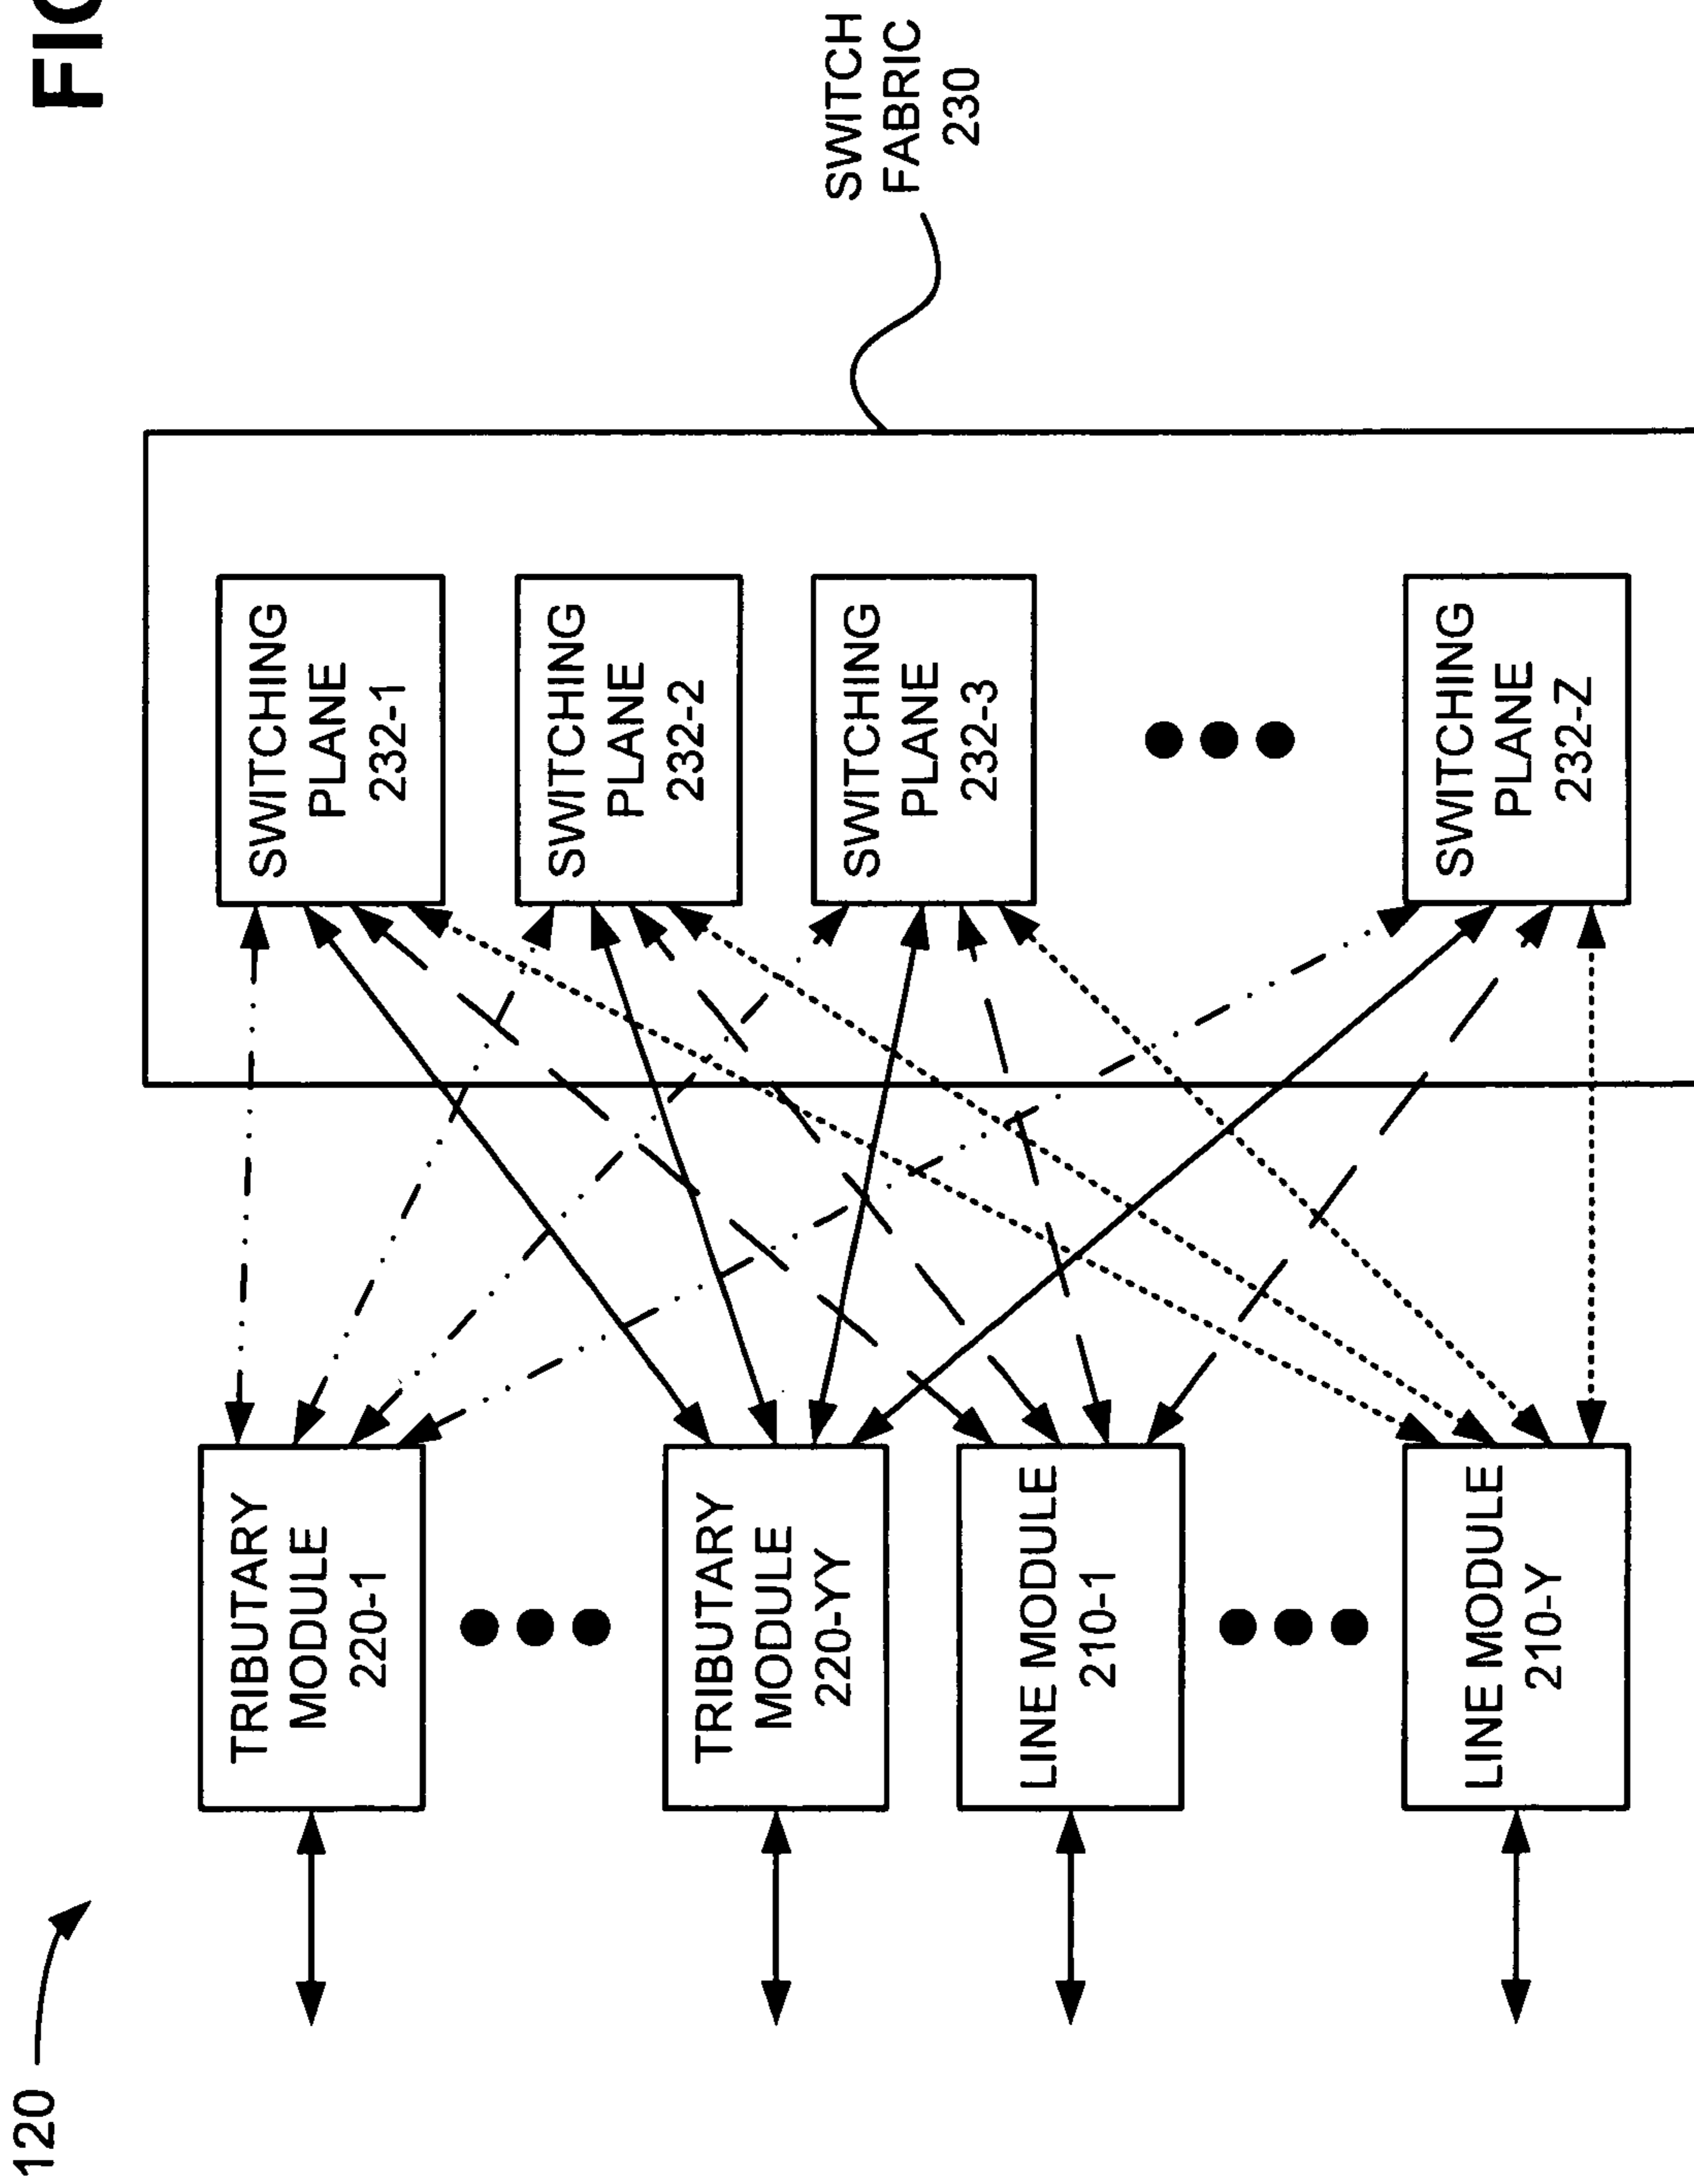 120
TRIBUTARY
MODULE
220-1
TRIBUTARY
MODULE
220-YY
LINE MODULE
210-1
LINE MODULE
210-Y
SWITCHING
PLANE
232-1
SWITCHING
PLANE
232-2
SWITCHING
PLANE
232-3
SWITCHING
PLANE
232-Z
SWITCH
FABRIC
230